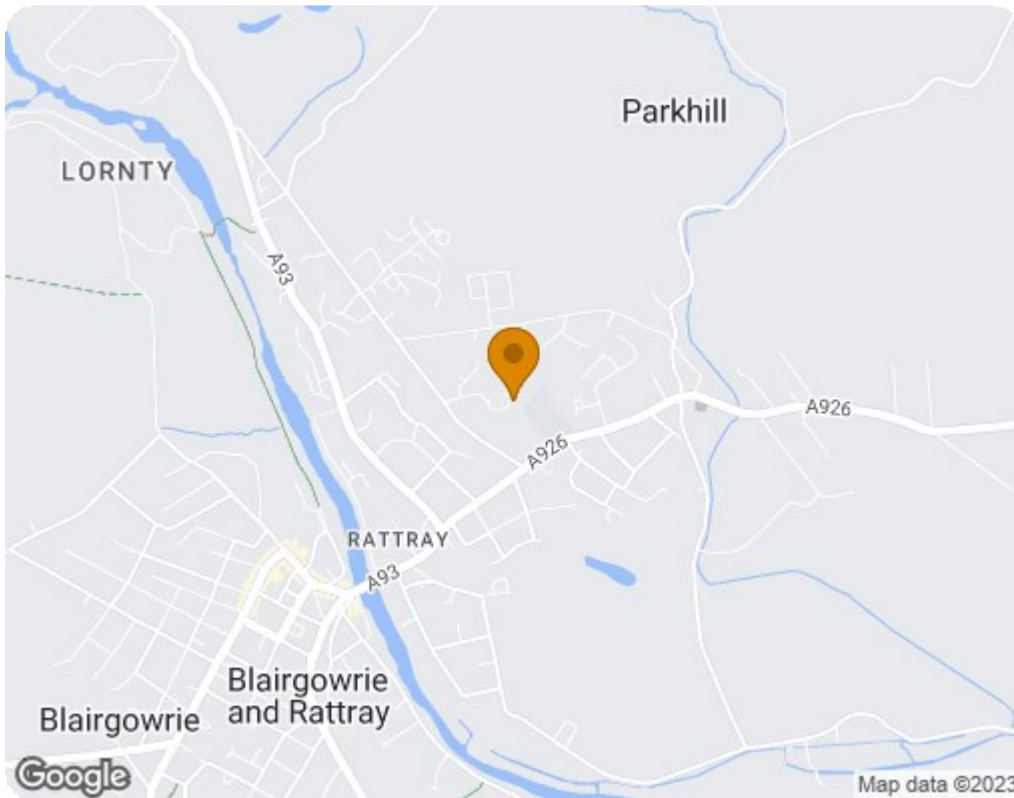 Parkhill
LORNTY
A93
A926
A926
RATTRAY
A93
Blairgowrie
and Rattray
Blairgowrie
Google
Map data ©2023